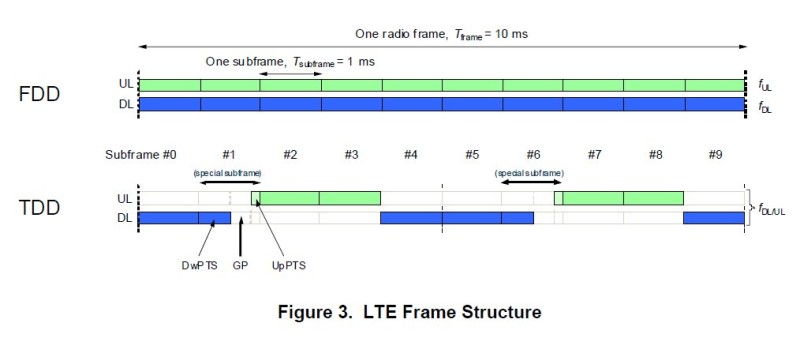 One radio frame, Tframe = 10 ms
One subframe, Tsubframe = 1 ms
FDD
UL
fUL
DL
fDL
Subframe #0 #1 #2 #3 #4 #5 #6 #7 #8 #9
(special subframe) (special subframe)
TDD
UL
DL
fDL/UL
DwPTS GP UpPTS
Figure 3. LTE Frame Structure